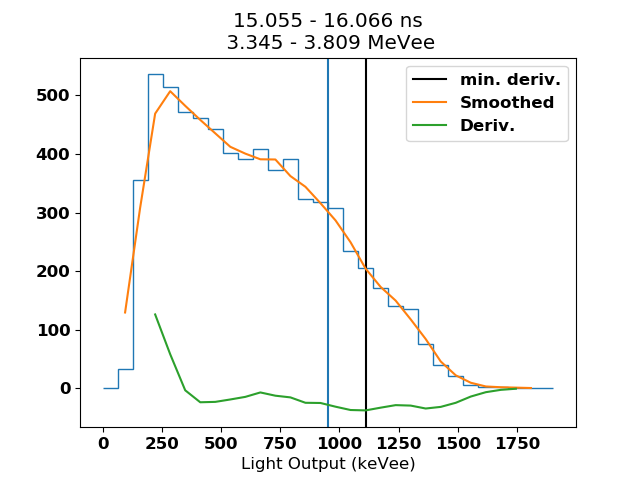 15.055 - 16.066 ns
3.345 - 3.809 MeVee
min. deriv.
Smoothed
Deriv.
500
400
300
200
100
0
0 250 500 750 1000 1250 1500 1750
Light Output (keVee)